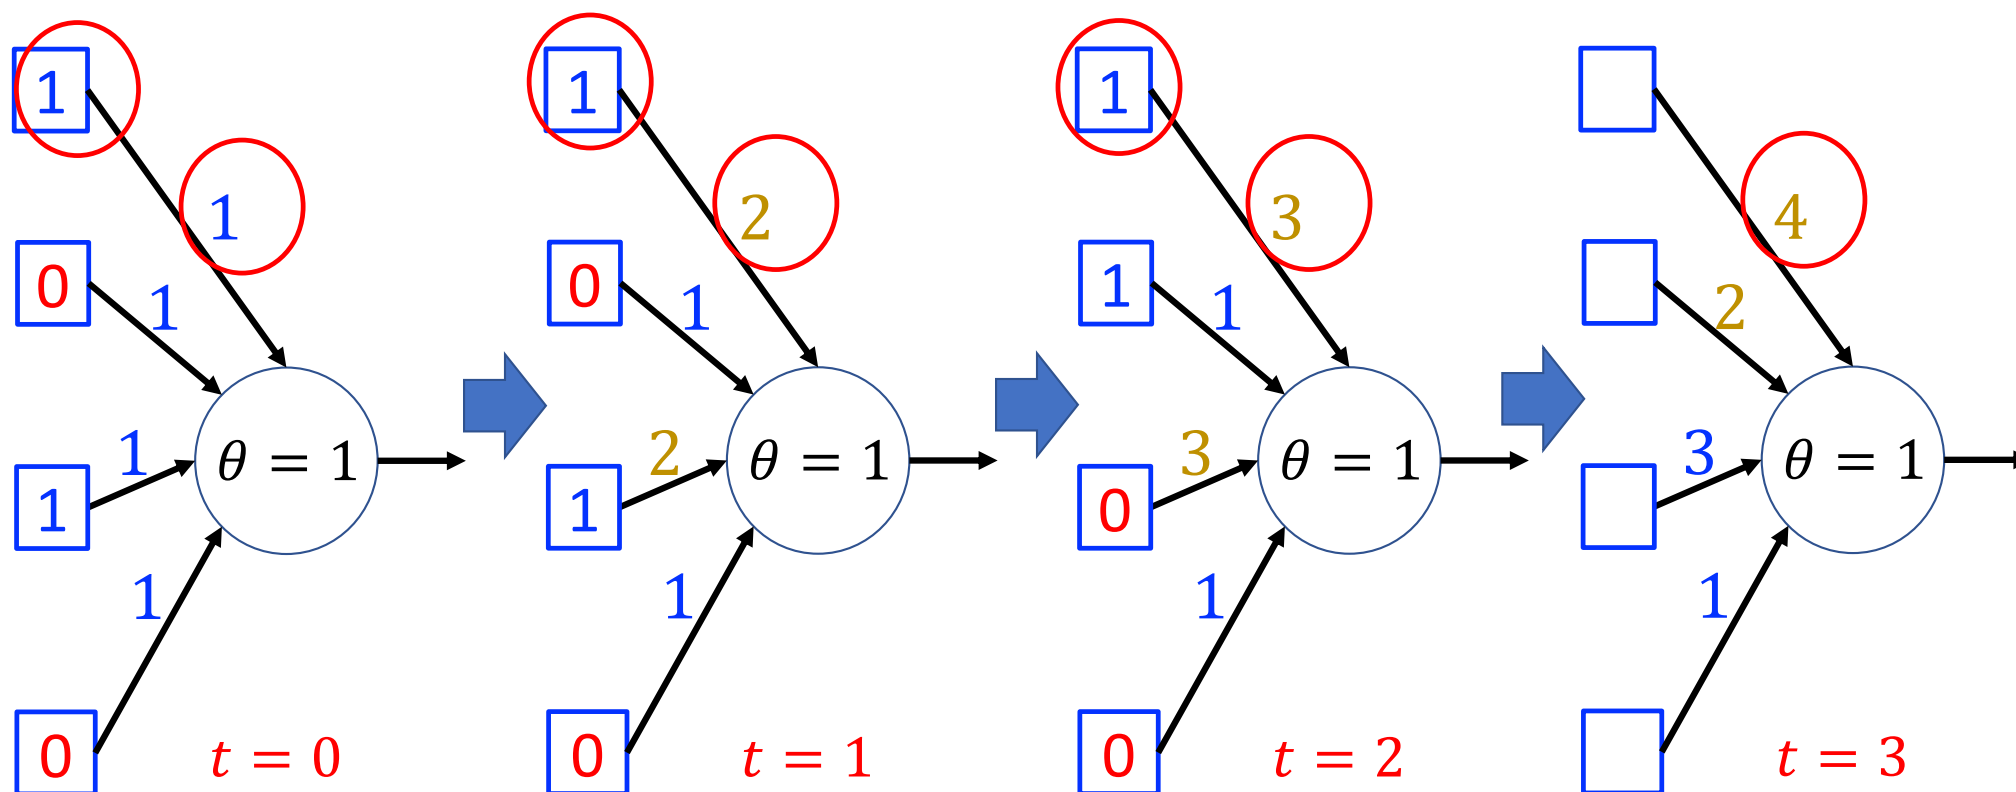 1 1 1
1 2 3 4
0 0 1
1 1 1 2
1 2 3 3
θ = 1 θ = 1 θ = 1 θ = 1
1 1 0
1 1 1 1
0 t = 0 0 t = 1 0 t = 2 t = 3